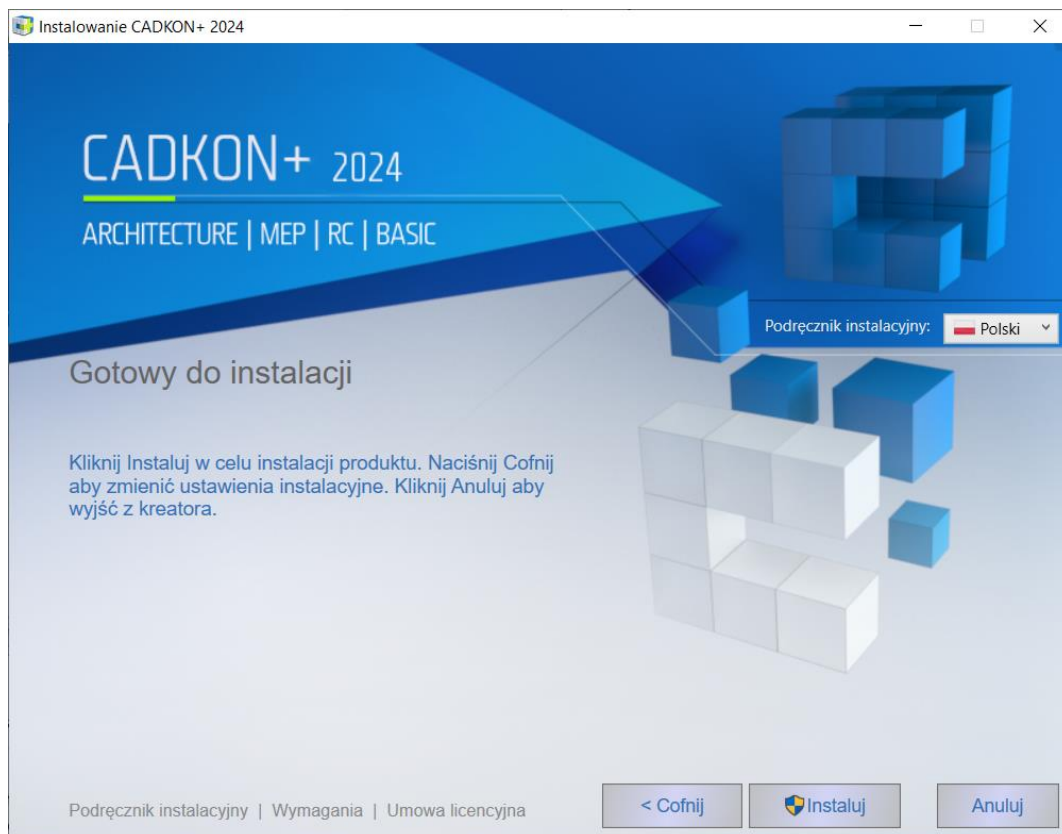 Instalowanie CADKON+ 2024
CADKON+ 2024
ARCHITECTURE | MEP | RC | BASIC
Podręcznik instalacyjny: Polski
Gotowy do instalacji
Kliknij Instaluj w celu instalacji produktu. Naciśnij Cofnij
aby zmienić ustawienia instalacyjne. Kliknij Anuluj aby
wyjść z kreatora.
Podręcznik instalacyjny | Wymagania | Umowa licencyjna
< Cofnij
Instaluj
Anuluj